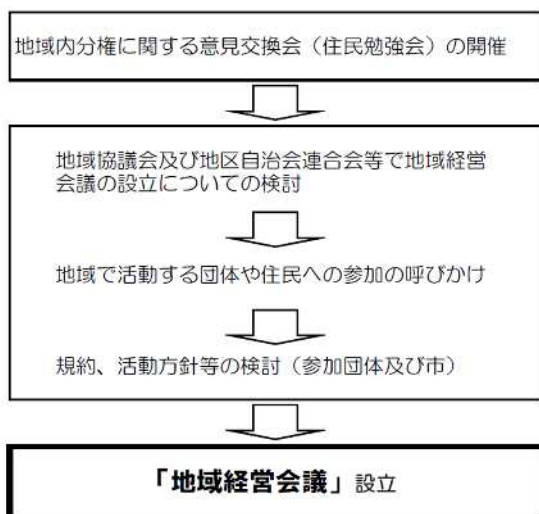 地域内分権に関する意見交換会（住民勉強会）の開催
地域協議会及び地区自治会連合会等で地域経営
会議の設立についての検討
地域で活動する団体や住民への参加の呼びかけ
規約、活動方針等の検討（参加団体及び市）
「地域経営会議」設立